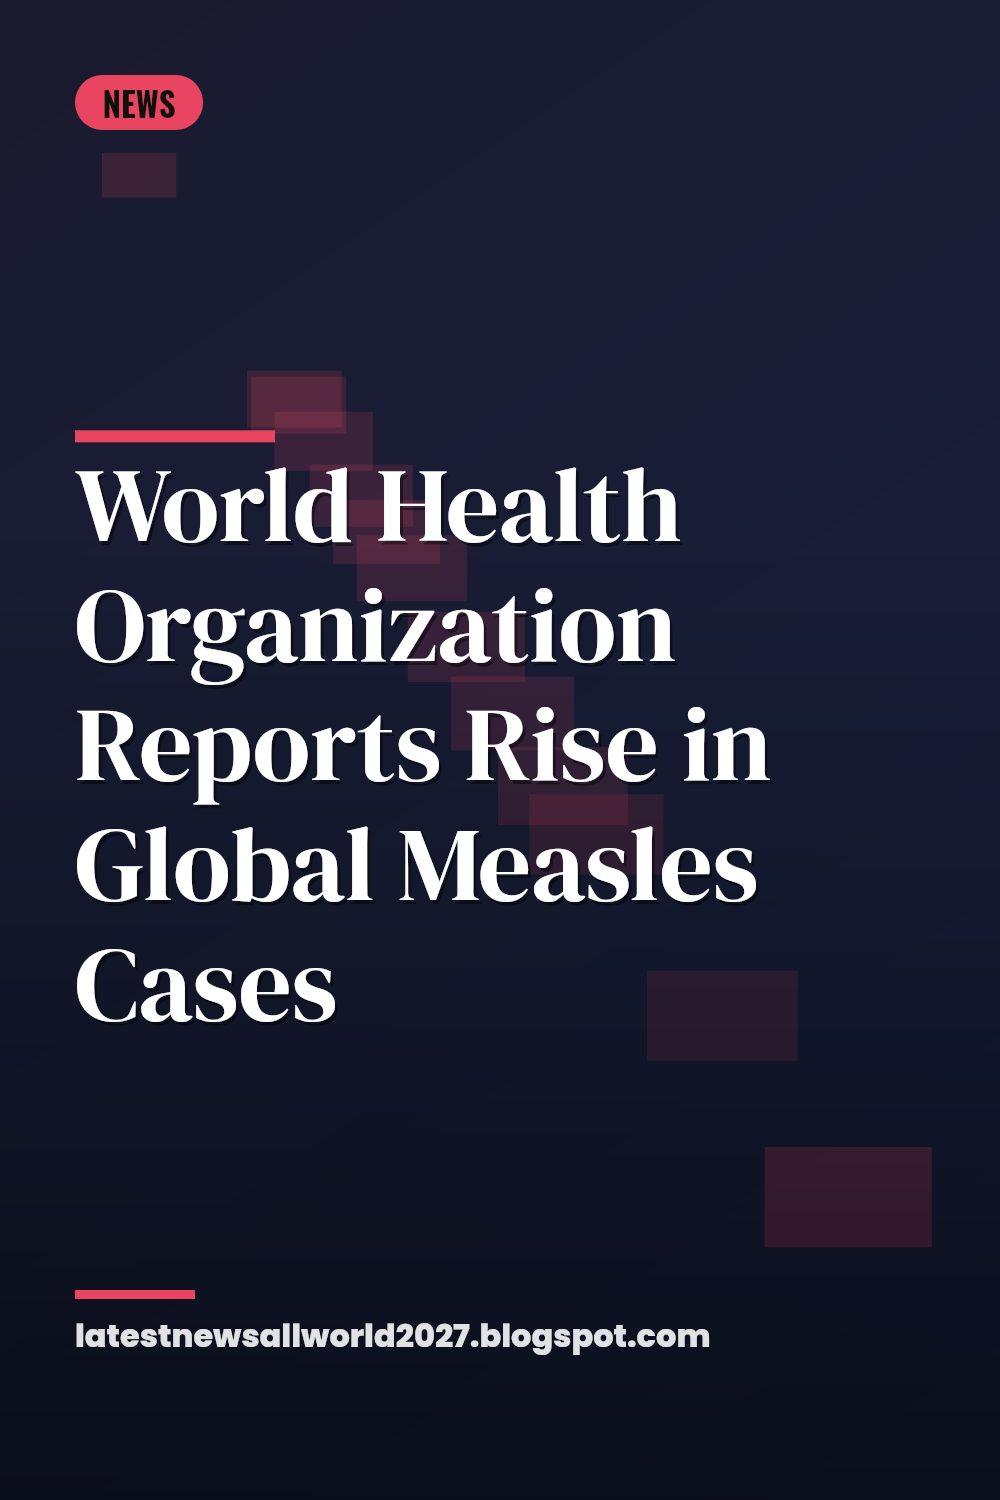 NEWS
World Health
Organization
Reports Rise in
Global Measles
Cases
latestnewsallworld2027.blogspot.com